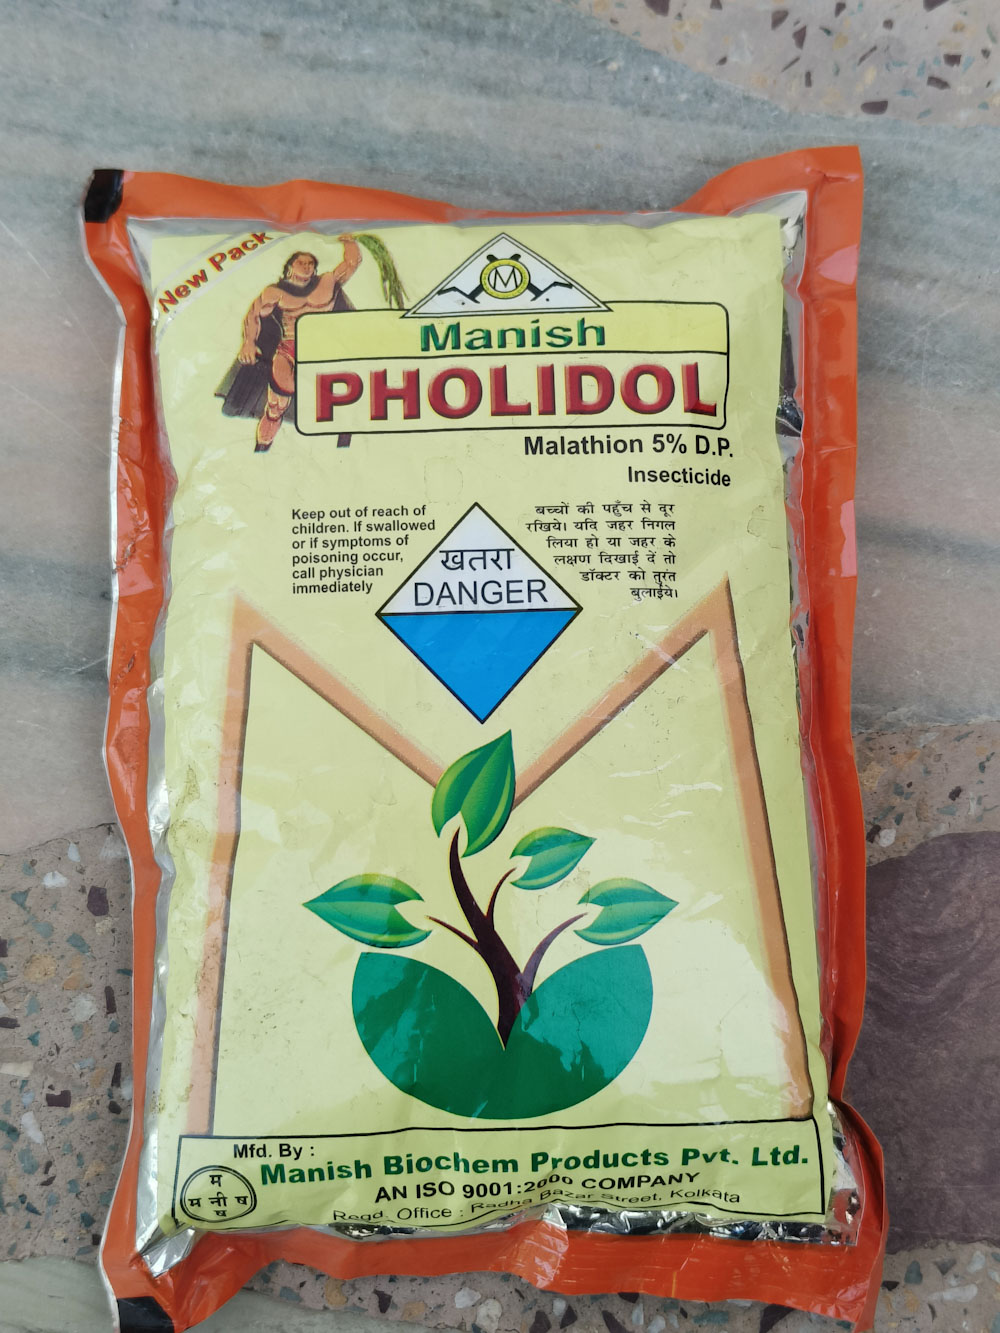 New Pack
M
Manish
PHOLIDOL
Malathion 5% D.P.
Insecticide
Keep out of reach of
children. If swallowed
or if symptoms of
poisoning occur,
call physician
immediately
बच्चों की पहुँच से दूर
रखिये। यदि जहर निगल
लिया हो या जहर के
लक्षण दिखाई दें तो
डॉक्टर को तुरंत
बुलाईये।
खतरा
DANGER
Mfd. By :
Manish Biochem Products Pvt. Ltd.
AN ISO 9001:2000 COMPANY
Regd. Office : Radha Bazar Street, Kolkata
म
म नी ष
ष